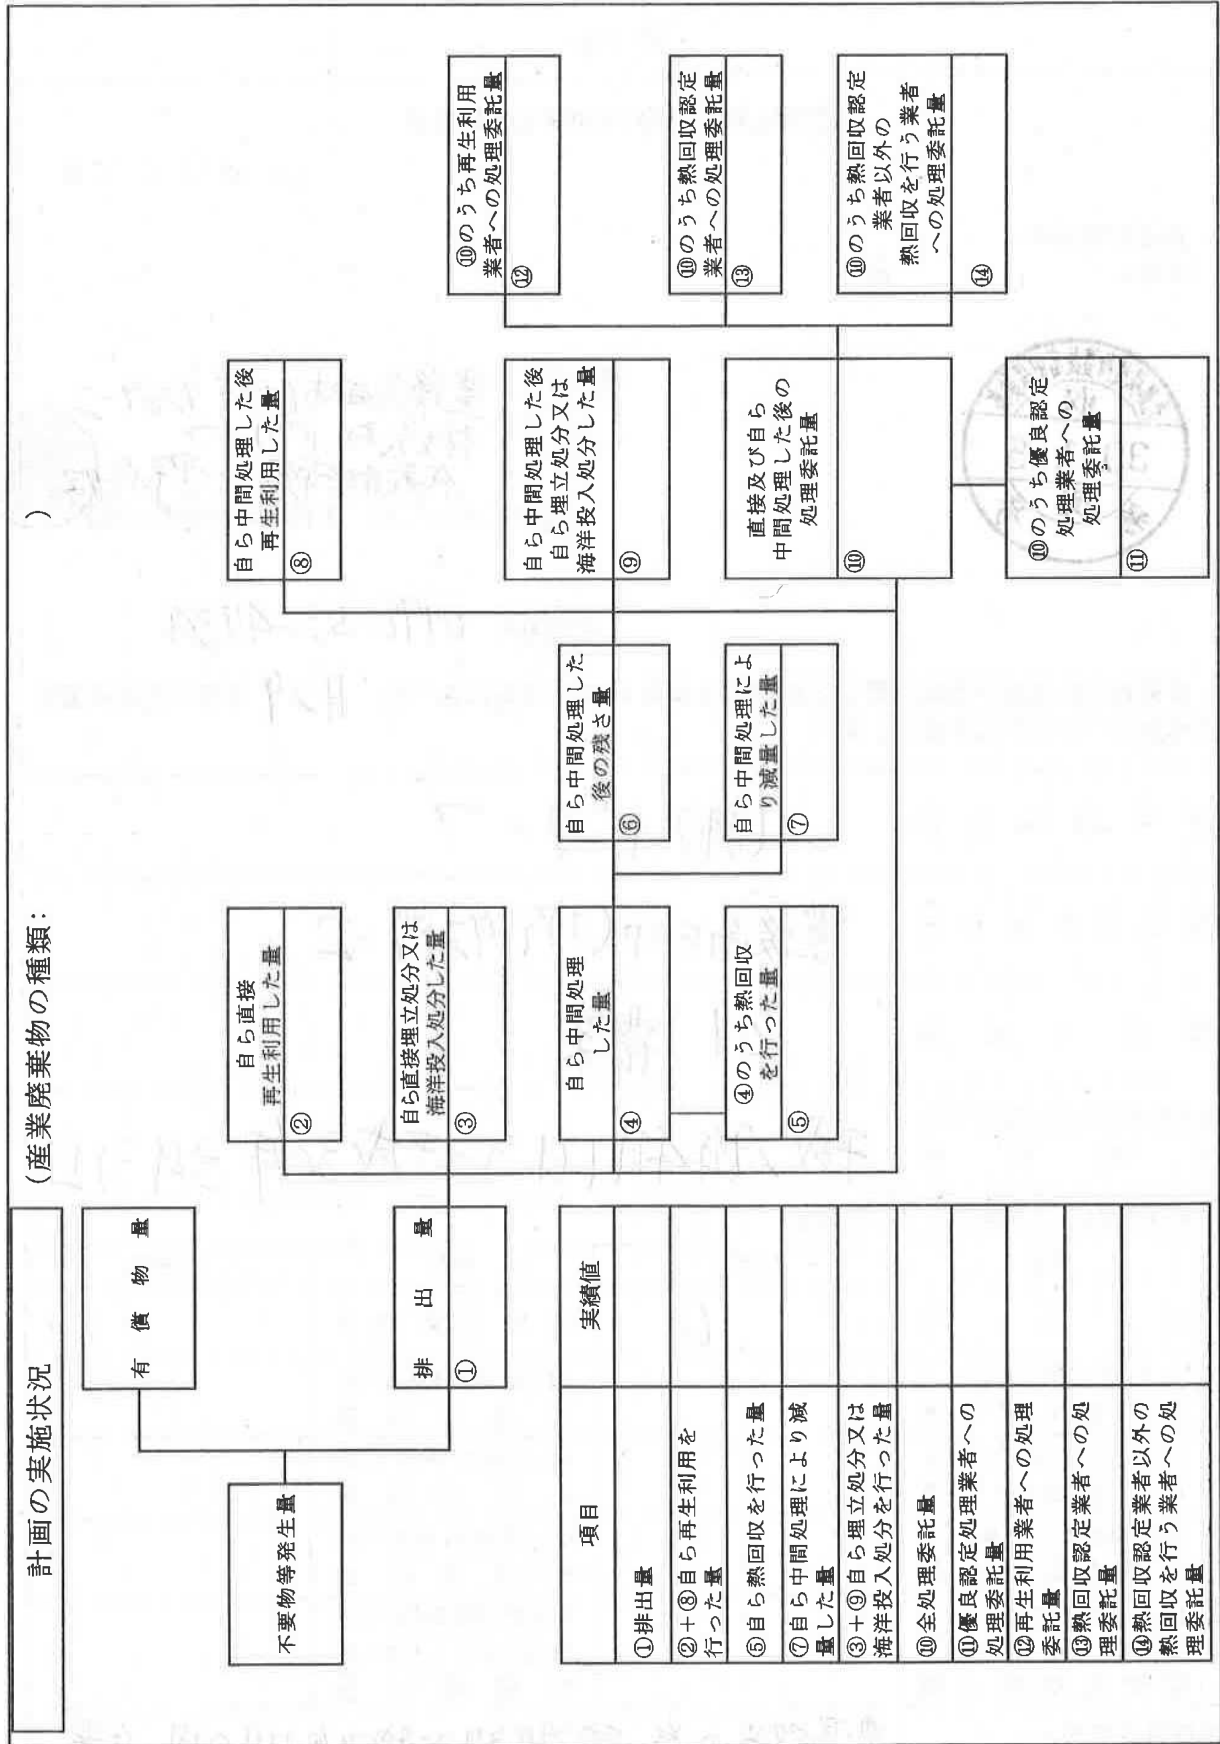 計画の実施状況
(産業廃棄物の種類: )
不要物等発生量
有償物量
排出量
①
自ら直接
再生利用した量
②
自ら直接埋立処分又は
海洋投入処分した量
③
自ら中間処理
した量
④
④のうち熱回収
を行った量
⑤
自ら中間処理した
後の残さ量
⑥
自ら中間処理によ
り減量した量
⑦
自ら中間処理した後
再生利用した量
⑧
自ら中間処理した後
自ら埋立処分又は
海洋投入処分した量
⑨
直接及び自ら
中間処理した後の
処理委託量
⑩
⑩のうち優良認定
処理業者への
処理委託量
⑪
⑩のうち再生利用
業者への処理委託量
⑫
⑩のうち熱回収認定
業者への処理委託量
⑬
⑩のうち熱回収認定
業者以外の
熱回収を行う業者
への処理委託量
⑭
項目 実績値
①排出量
②+⑧自ら再生利用を
行った量
⑤自ら熱回収を行った量
⑦自ら中間処理により減
量した量
③+⑨自ら埋立処分又は
海洋投入処分を行った量
⑩全処理委託量
⑪優良認定処理業者への
処理委託量
⑫再生利用業者への処理
委託量
⑬熱回収認定業者への処
理委託量
⑭熱回収認定業者以外の
熱回収を行う業者への処
理委託量